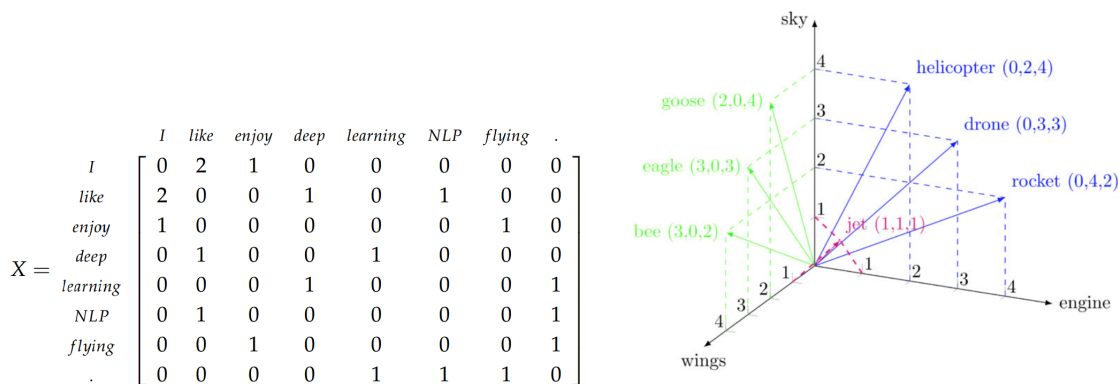 I like enjoy deep learning NLP flying .
I 0 2 1 0 0 0 0 0
like 2 0 0 1 0 1 0 0
enjoy 1 0 0 0 0 0 1 0
deep 0 1 0 0 1 0 0 0
X = learning 0 0 0 1 0 0 0 1
NLP 0 1 0 0 0 0 0 1
flying 0 0 1 0 0 0 0 1
. 0 0 0 0 1 1 1 0
sky
4
helicopter (0,2,4)
goose (2,0,4)
3
drone (0,3,3)
eagle (3,0,3)
2
rocket (0,4,2)
1
jet (1,1,1)
bee (3,0,2)
1 2 3 4
engine
1
2
3
4
wings